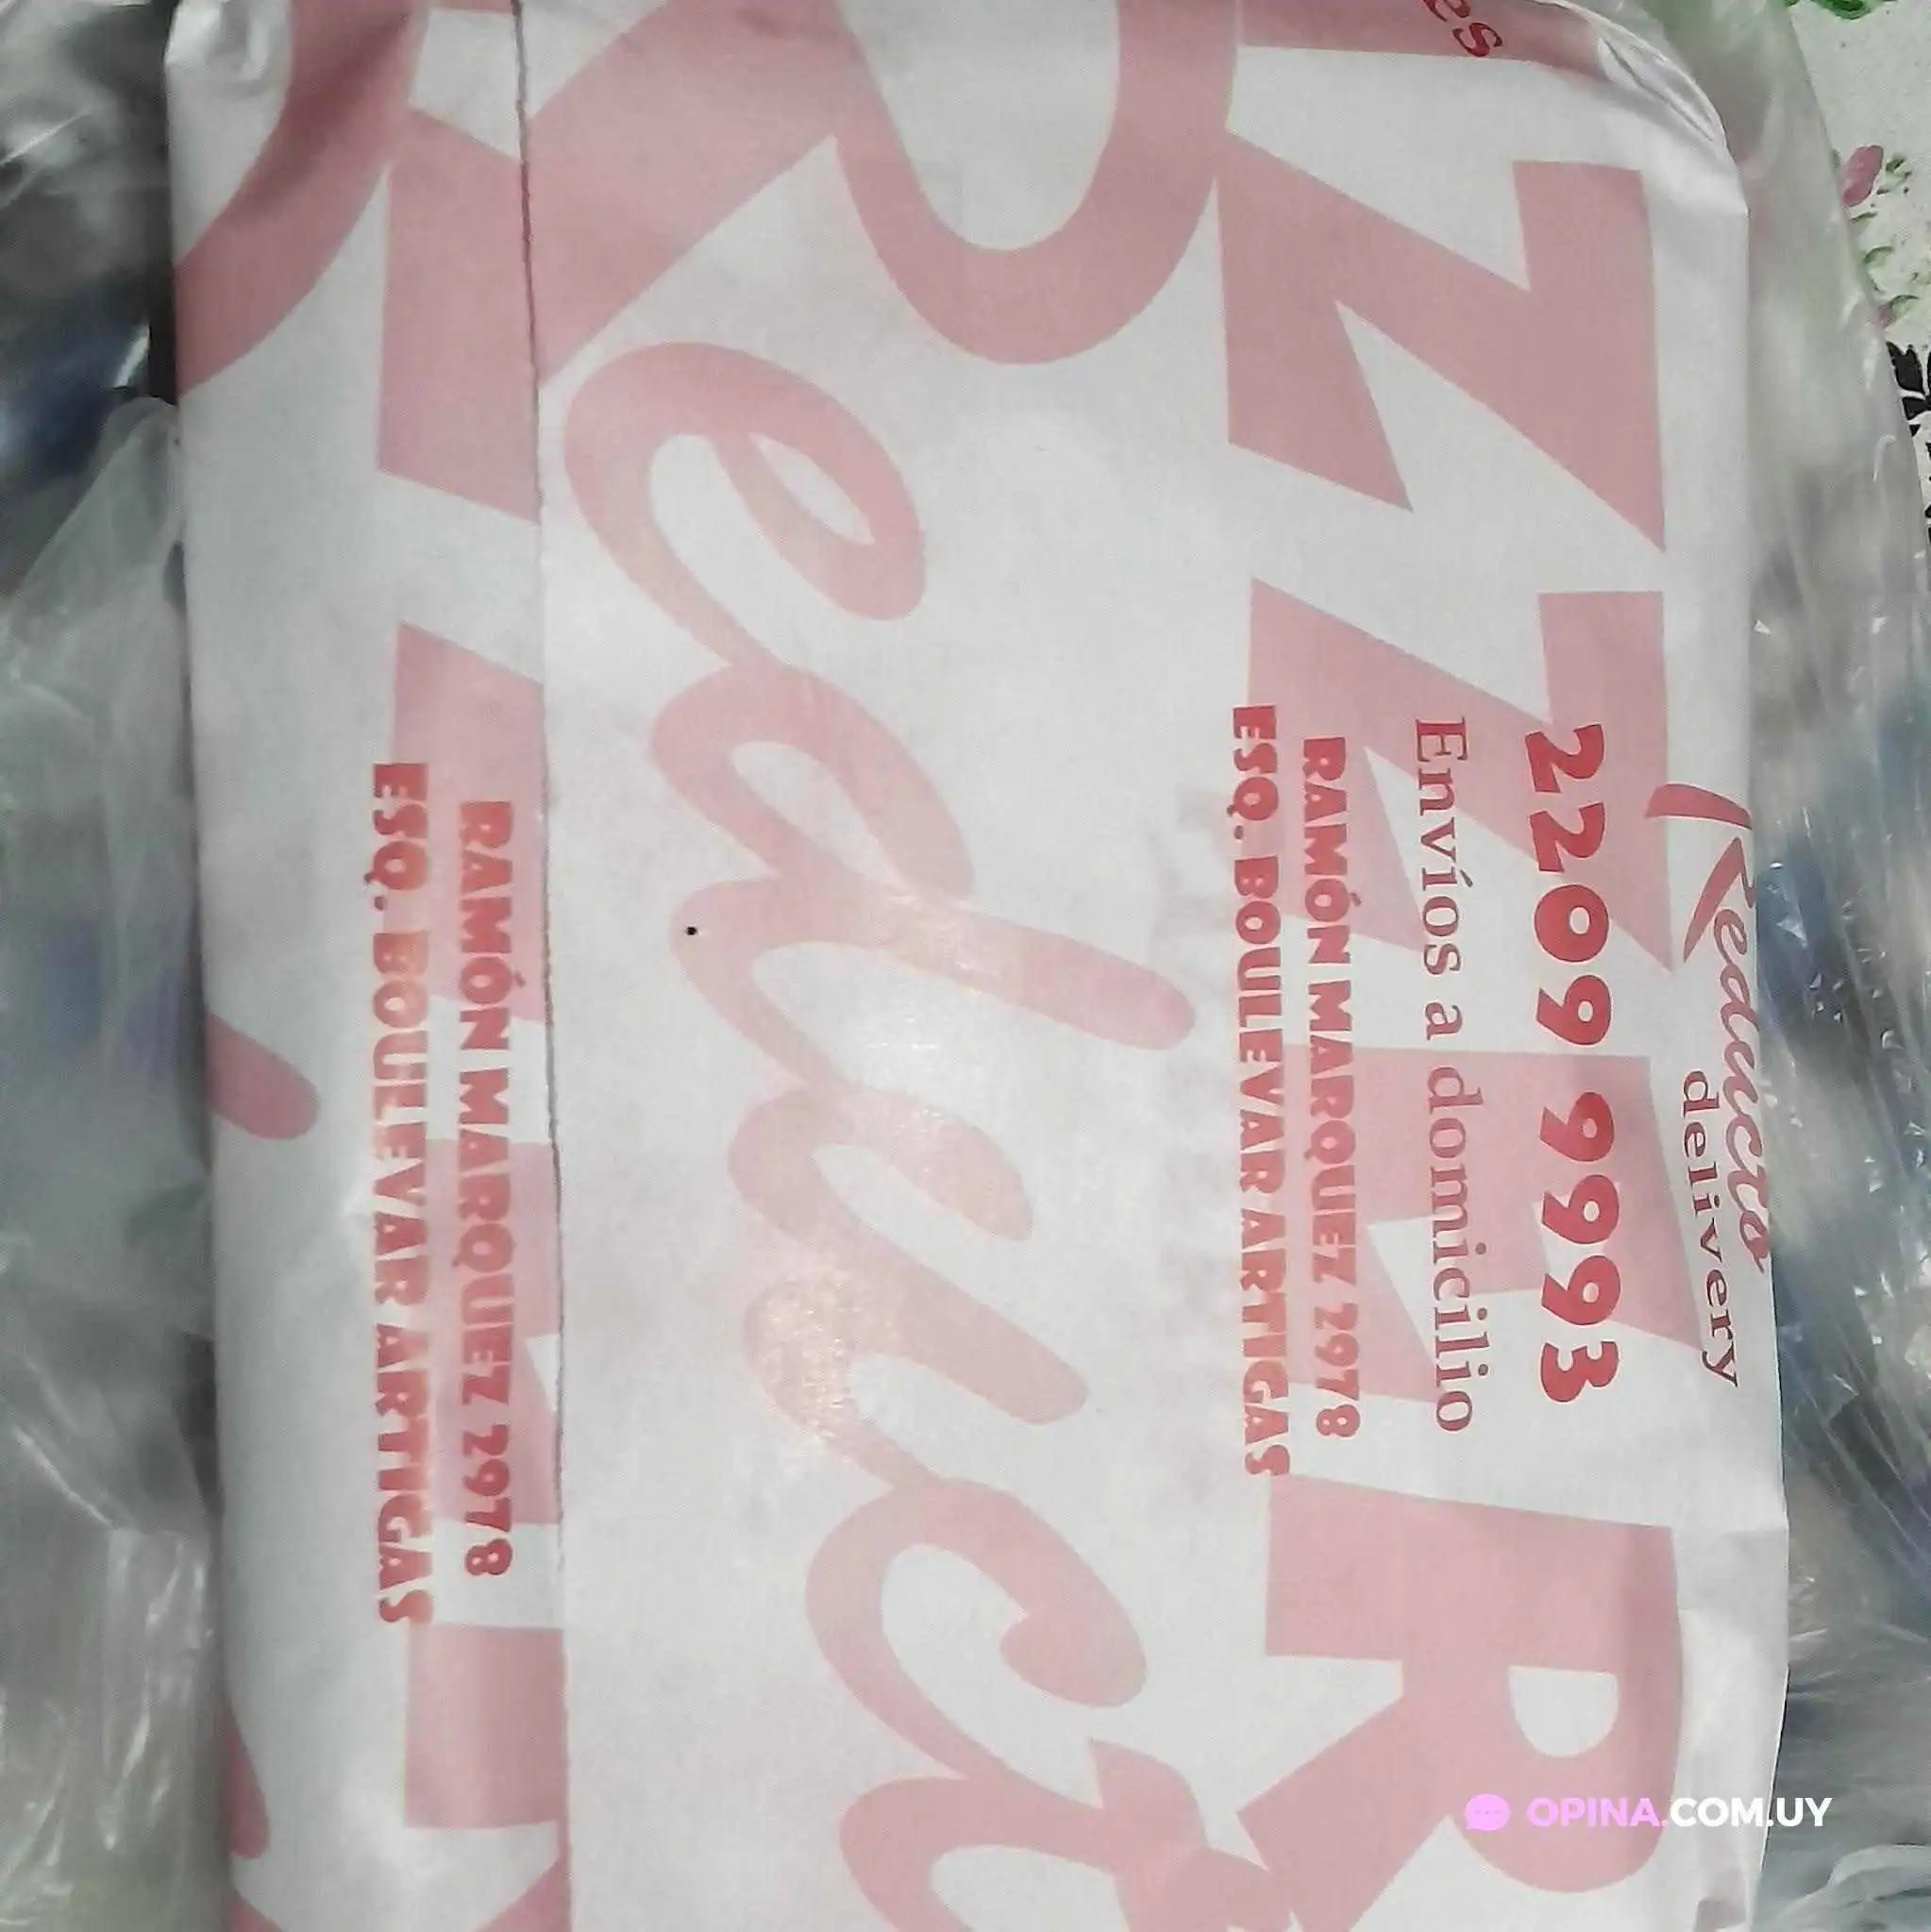 Reducto
delivery
2209 9993
Envíos a domicilio
RAMÓN MARQUEZ 2978
ESQ. BOULEVAR ARTIGAS
RAMÓN MARQUEZ 2978
ESQ. BOULEVAR ARTIGAS
OPINA.COM.UY